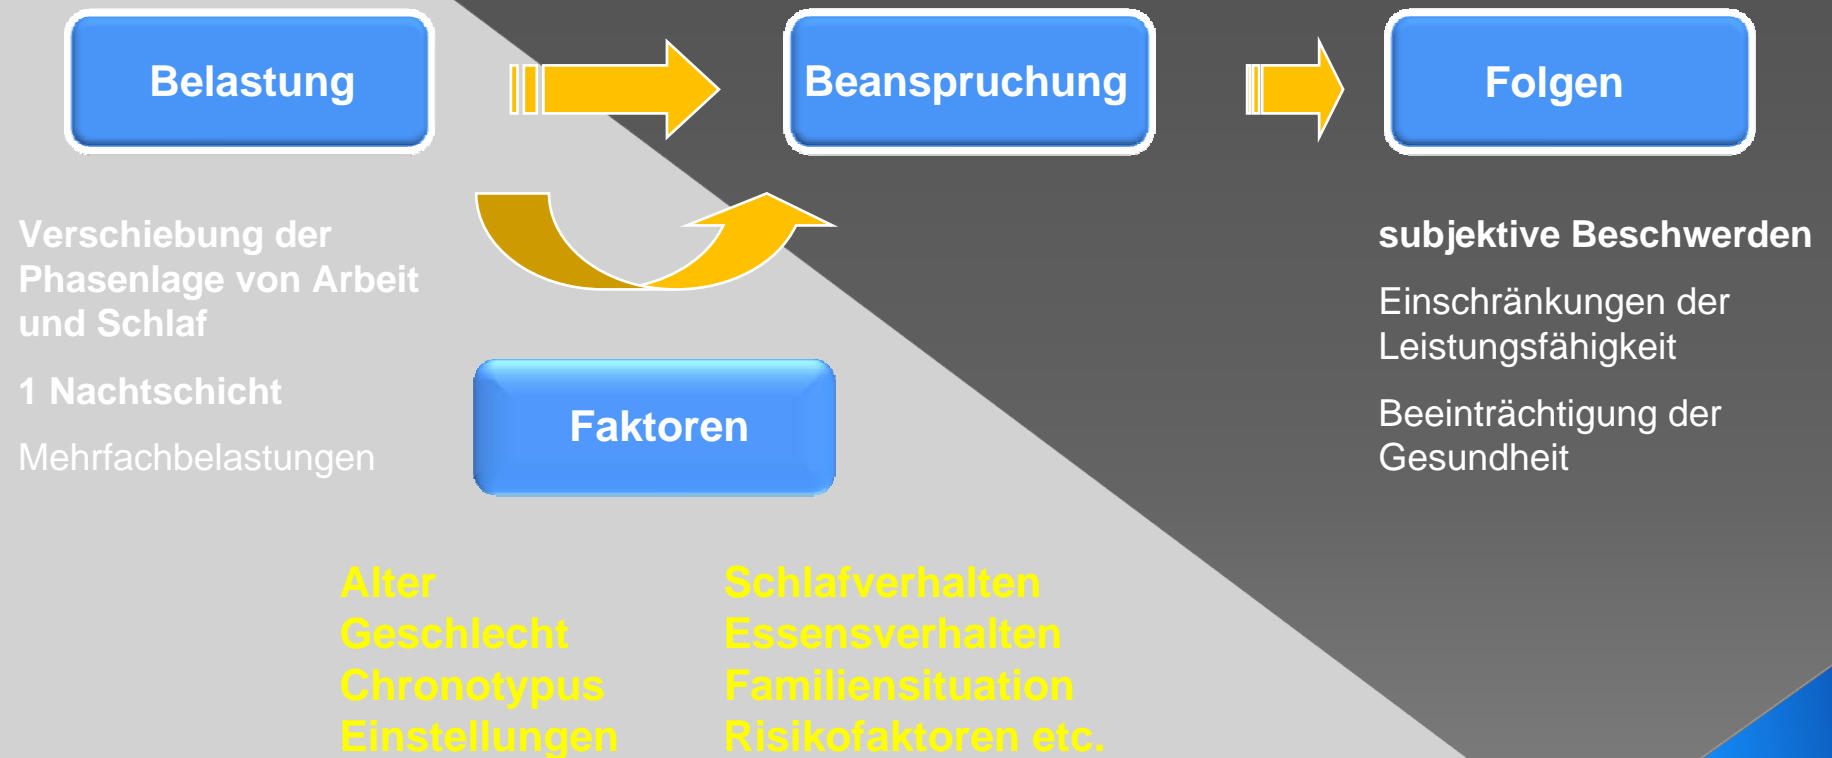 Belastung
Beanspruchung
Folgen
Verschiebung der
Phasenlage von Arbeit
und Schlaf
1 Nachtschicht
Mehrfachbelastungen
subjektive Beschwerden
Einschränkungen der
Leistungsfähigkeit
Beeinträchtigung der
Gesundheit
Faktoren
Alter
Geschlecht
Chronotypus
Einstellungen
Schlafverhalten
Essensverhalten
Familiensituation
Risikofaktoren etc.